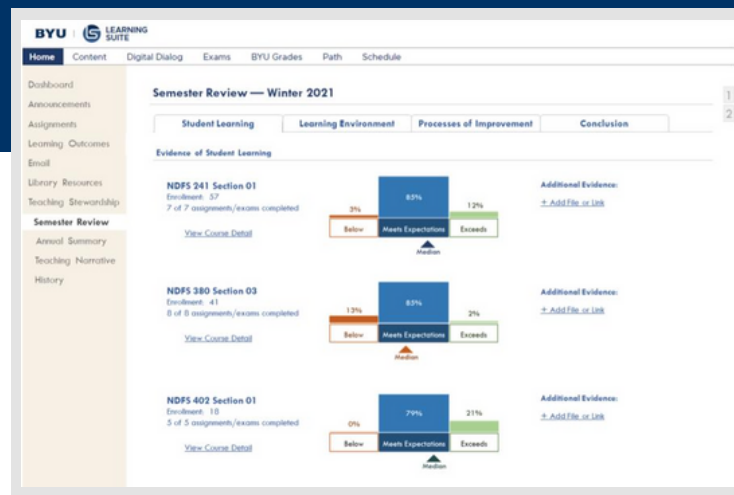 BYU LEARNING SUITE
Home Content Digital Dialog Exams BYU Grades Path Schedule
Dashboard
Announcements
Assignments
Learning Outcomes
Email
Library Resources
Teaching Stewardship
Semester Review
Annual Summary
Teaching Narrative
History
Semester Review — Winter 2021
1
2
Student Learning Learning Environment Processes of Improvement Conclusion
Evidence of Student Learning
NDFS 241 Section 01
Enrollment: 57
7 of 7 assignments/exams completed
View Course Detail
3% 85% 12%
Below Meets Expectations Exceeds
Median
Additional Evidence:
+ Add File or Link
NDFS 380 Section 03
Enrollment: 41
8 of 8 assignments/exams completed
View Course Detail
13% 85% 2%
Below Meets Expectations Exceeds
Median
Additional Evidence:
+ Add File or Link
NDFS 402 Section 01
Enrollment: 18
5 of 5 assignments/exams completed
View Course Detail
0% 79% 21%
Below Meets Expectations Exceeds
Median
Additional Evidence:
+ Add File or Link